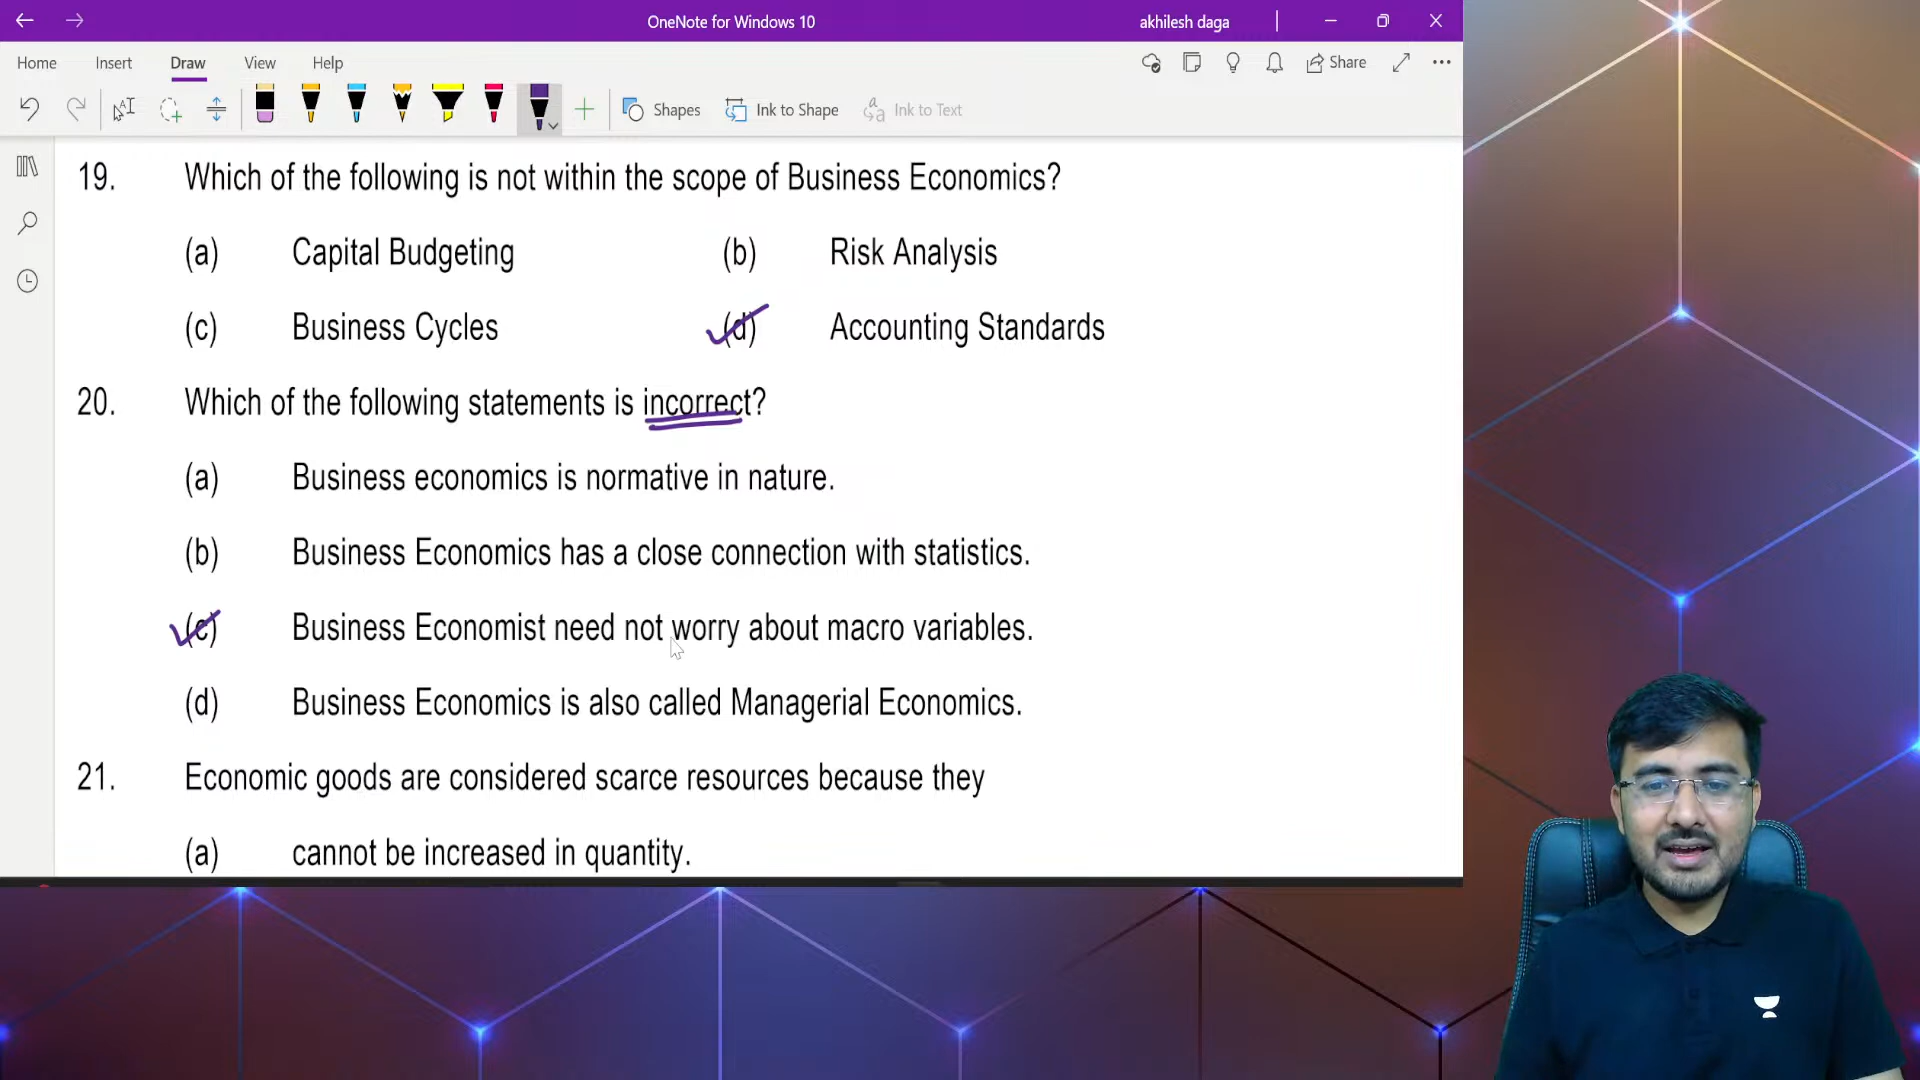 OneNote for Windows 10
akhilesh daga
Home Insert Draw View Help
Share
Shapes Ink to Shape Ink to Text
19. Which of the following is not within the scope of Business Economics?
(a) Capital Budgeting (b) Risk Analysis
(c) Business Cycles (d) Accounting Standards
20. Which of the following statements is incorrect?
(a) Business economics is normative in nature.
(b) Business Economics has a close connection with statistics.
(c) Business Economist need not worry about macro variables.
(d) Business Economics is also called Managerial Economics.
21. Economic goods are considered scarce resources because they
(a) cannot be increased in quantity.